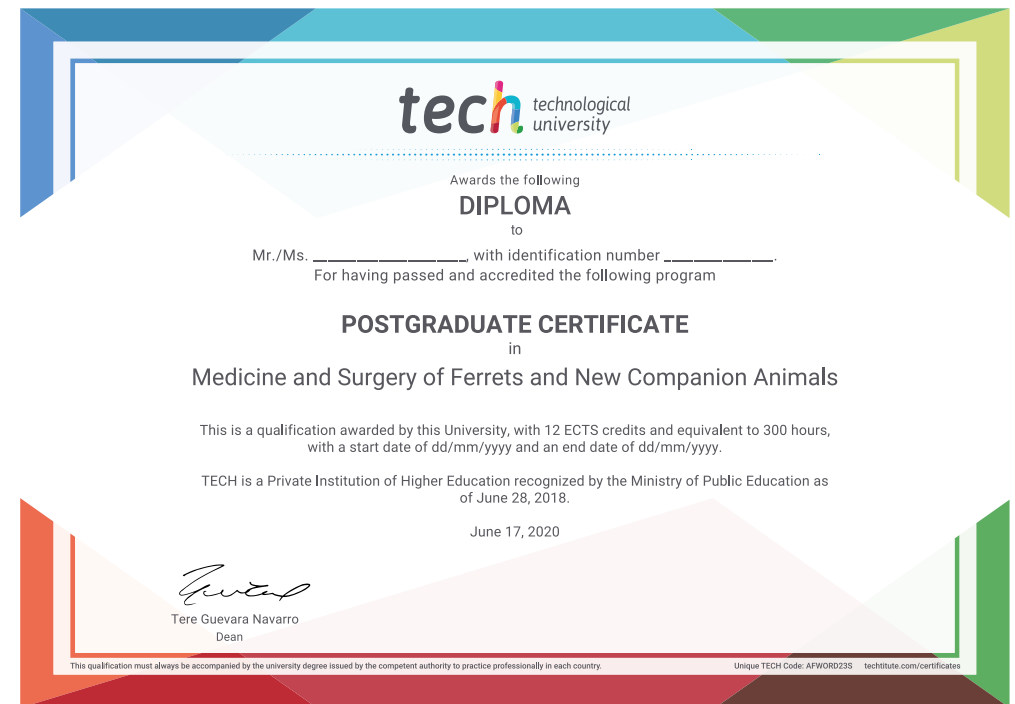 tech technological
university
Awards the following
DIPLOMA
to
Mr./Ms. __________________, with identification number _____________.
For having passed and accredited the following program
POSTGRADUATE CERTIFICATE
in
Medicine and Surgery of Ferrets and New Companion Animals
This is a qualification awarded by this University, with 12 ECTS credits and equivalent to 300 hours,
with a start date of dd/mm/yyyy and an end date of dd/mm/yyyy.
TECH is a Private Institution of Higher Education recognized by the Ministry of Public Education as
of June 28, 2018.
June 17, 2020
Tere Guevara Navarro
Dean
This qualification must always be accompanied by the university degree issued by the competent authority to practice professionally in each country. Unique TECH Code: AFWORD23S techtitute.com/certificates